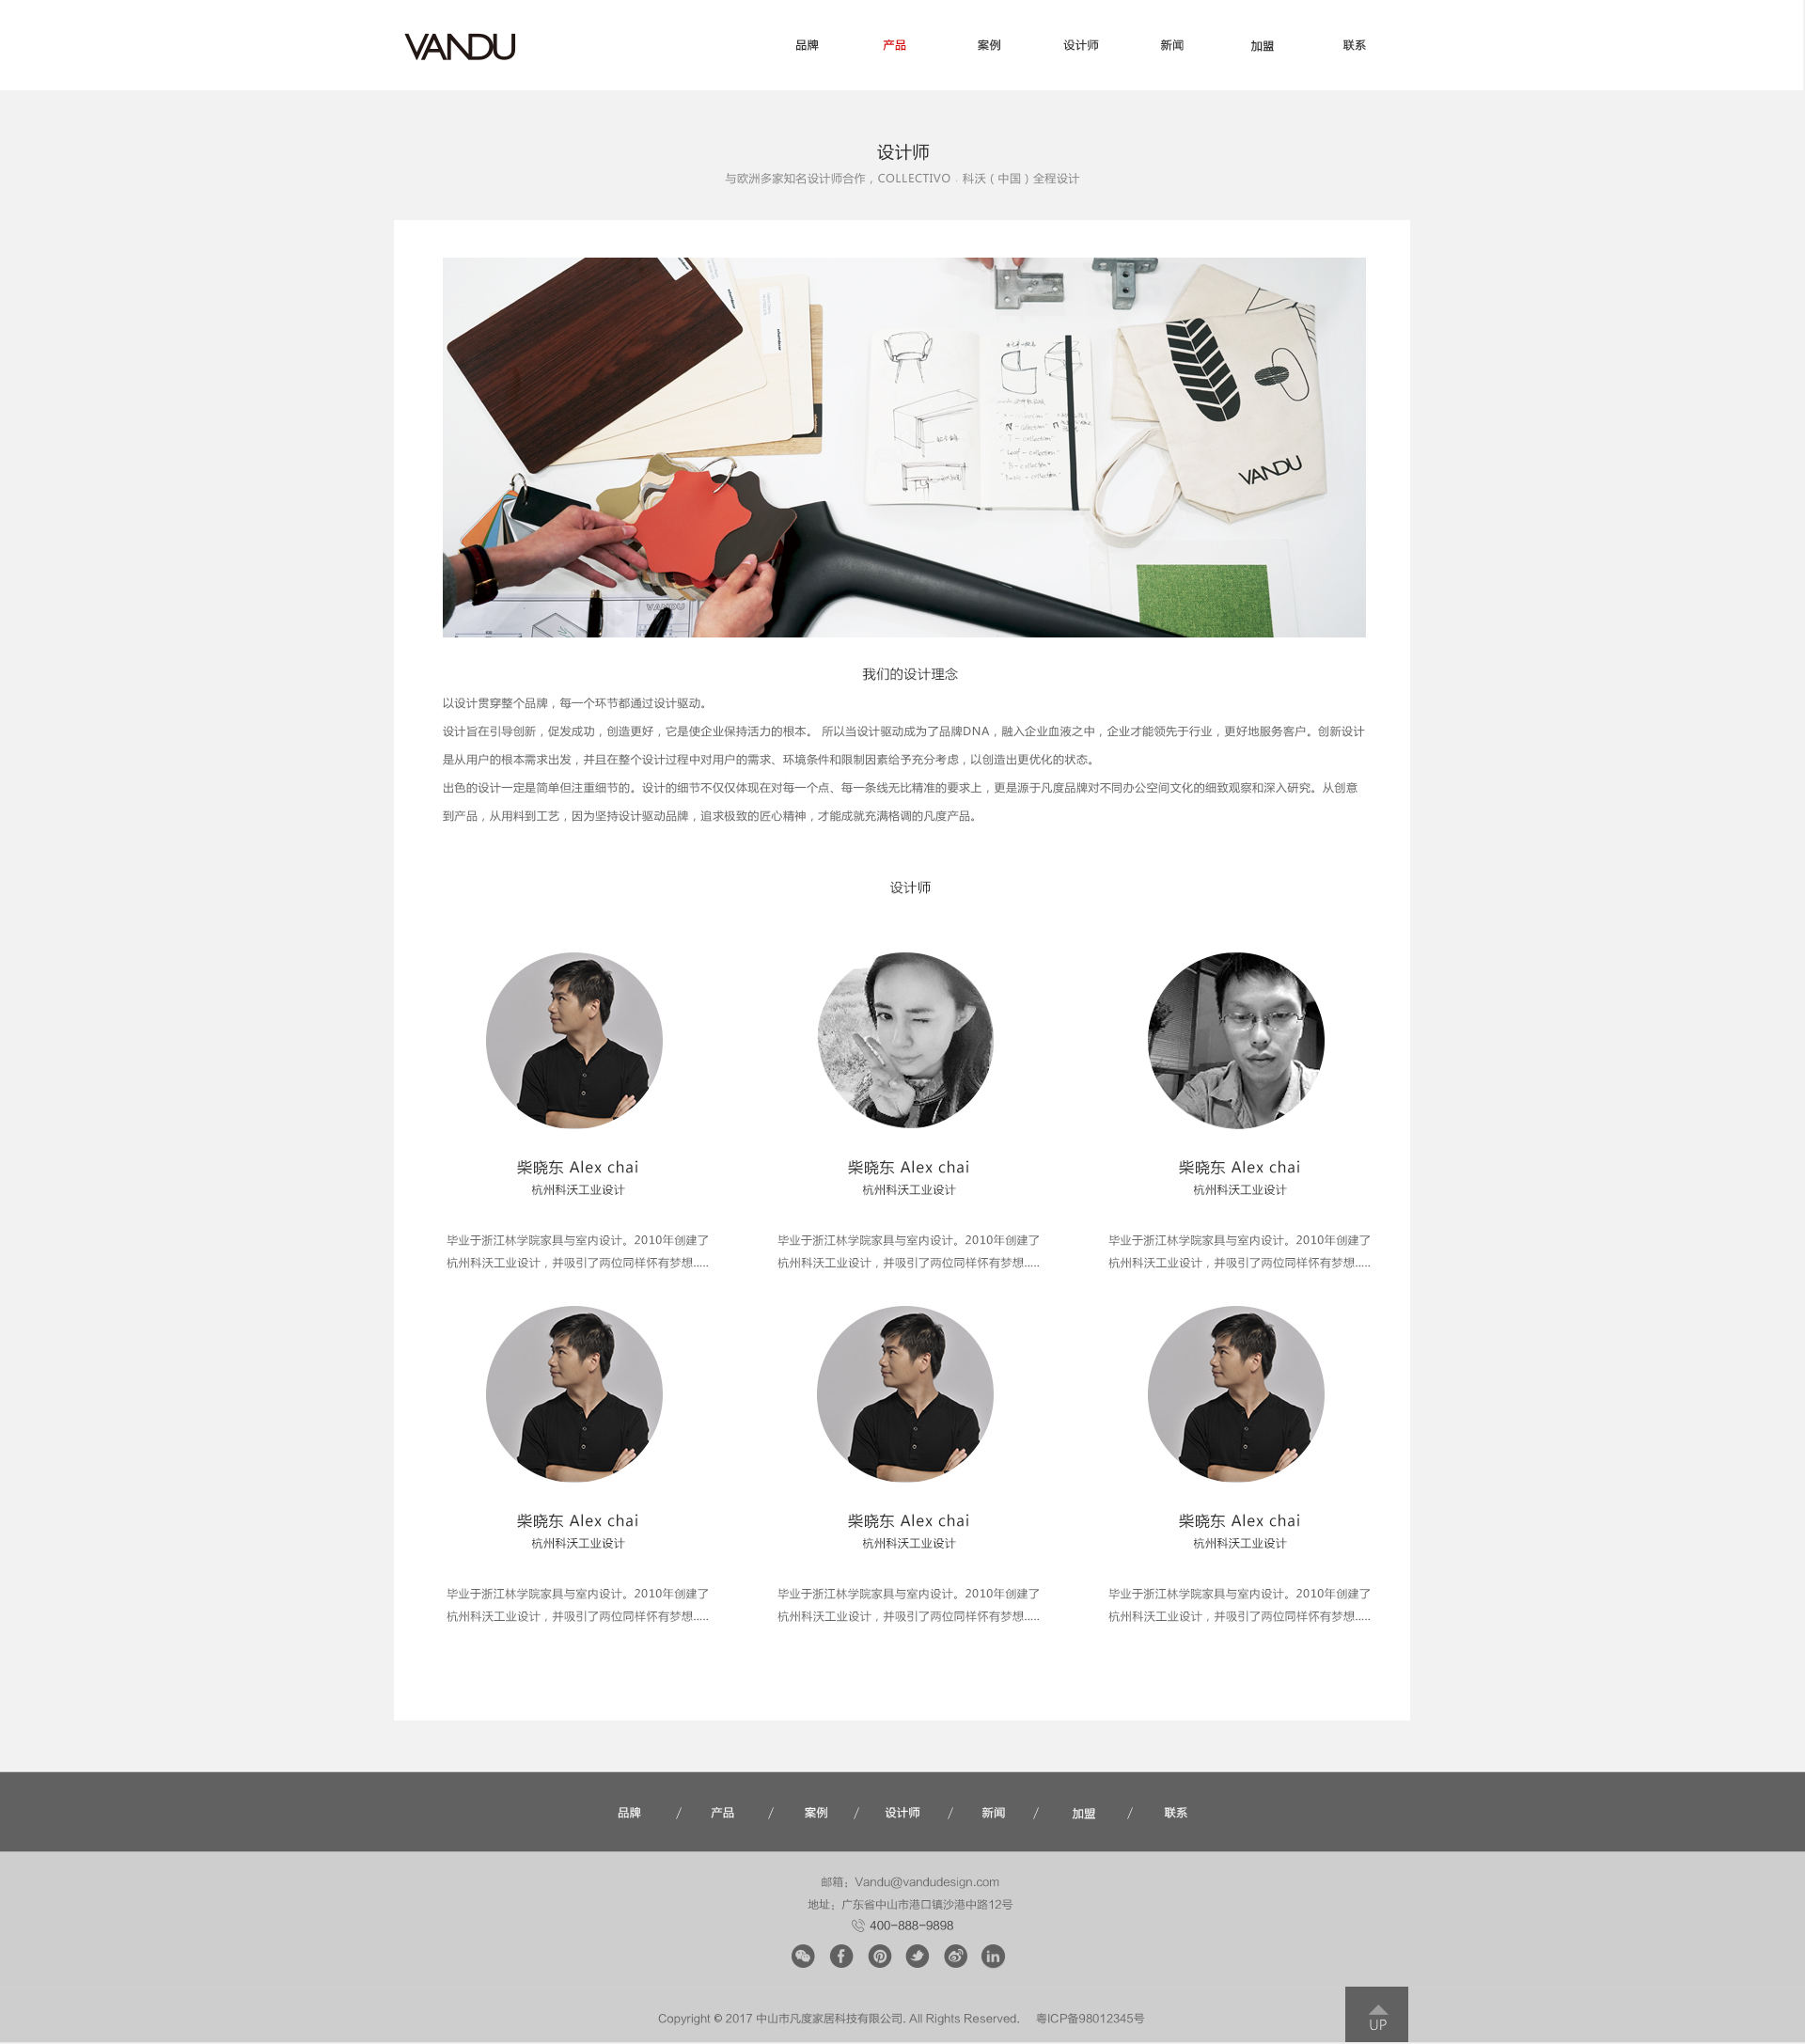 VANDU
品牌 产品 案例 设计师 新闻 加盟 联系
设计师
与欧洲多家知名设计师合作，COLLECTIVO · 科沃（中国）全程设计
VANDU
VANDU
我们的设计理念
以设计贯穿整个品牌，每一个环节都通过设计驱动。
设计旨在引导创新，促发成功，创造更好，它是使企业保持活力的根本。 所以当设计驱动成为了品牌DNA，融入企业血液之中，企业才能领先于行业，更好地服务客户。创新设计
是从用户的根本需求出发，并且在整个设计过程中对用户的需求、环境条件和限制因素给予充分考虑，以创造出更优化的状态。
出色的设计一定是简单但注重细节的。设计的细节不仅仅体现在对每一个点、每一条线无比精准的要求上，更是源于凡度品牌对不同办公空间文化的细致观察和深入研究。从创意
到产品，从用料到工艺，因为坚持设计驱动品牌，追求极致的匠心精神，才能成就充满格调的凡度产品。
设计师
柴晓东 Alex chai
杭州科沃工业设计
毕业于浙江林学院家具与室内设计。2010年创建了
杭州科沃工业设计，并吸引了两位同样怀有梦想.....
柴晓东 Alex chai
杭州科沃工业设计
毕业于浙江林学院家具与室内设计。2010年创建了
杭州科沃工业设计，并吸引了两位同样怀有梦想.....
柴晓东 Alex chai
杭州科沃工业设计
毕业于浙江林学院家具与室内设计。2010年创建了
杭州科沃工业设计，并吸引了两位同样怀有梦想.....
柴晓东 Alex chai
杭州科沃工业设计
毕业于浙江林学院家具与室内设计。2010年创建了
杭州科沃工业设计，并吸引了两位同样怀有梦想.....
柴晓东 Alex chai
杭州科沃工业设计
毕业于浙江林学院家具与室内设计。2010年创建了
杭州科沃工业设计，并吸引了两位同样怀有梦想.....
柴晓东 Alex chai
杭州科沃工业设计
毕业于浙江林学院家具与室内设计。2010年创建了
杭州科沃工业设计，并吸引了两位同样怀有梦想.....
品牌 / 产品 / 案例 / 设计师 / 新闻 / 加盟 / 联系
邮箱：Vandu@vandudesign.com
地址：广东省中山市港口镇沙港中路12号
400-888-9898
Copyright © 2017 中山市凡度家居科技有限公司. All Rights Reserved. 粤ICP备98012345号
UP